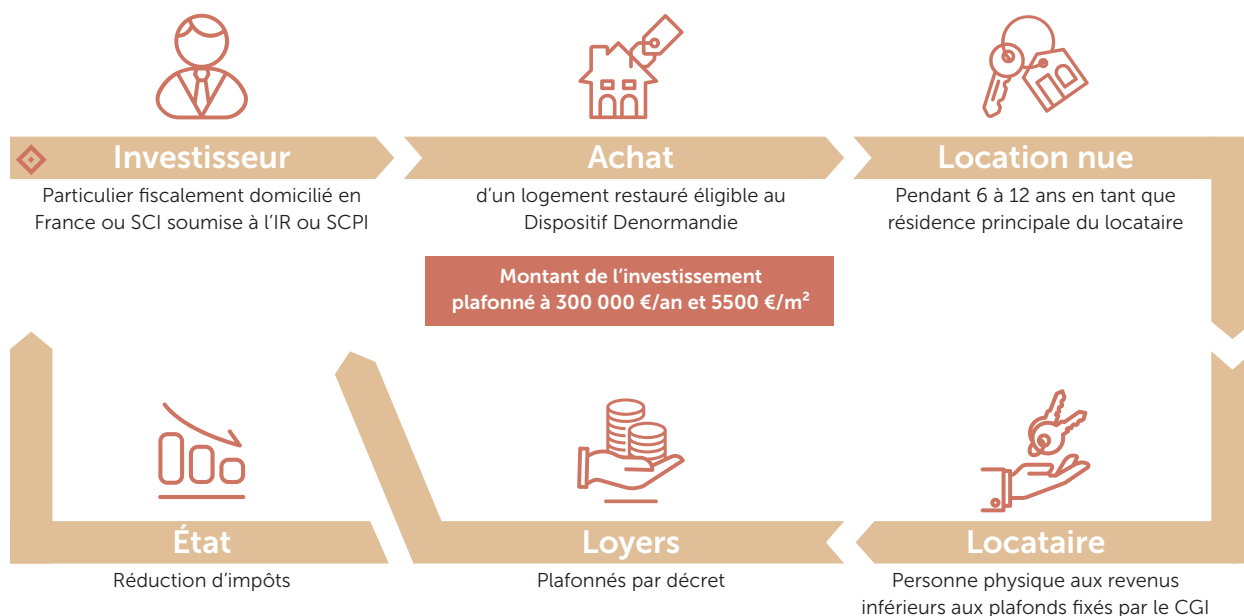 Investisseur
Particulier fiscalement domicilié en
France ou SCI soumise à l’IR ou SCPI
Achat
d’un logement restauré éligible au
Dispositif Denormandie
Montant de l’investissement
plafonné à 300 000 €/an et 5500 €/m²
Location nue
Pendant 6 à 12 ans en tant que
résidence principale du locataire
État
Réduction d’impôts
Loyers
Plafonnés par décret
Locataire
Personne physique aux revenus
inférieurs aux plafonds fixés par le CGI